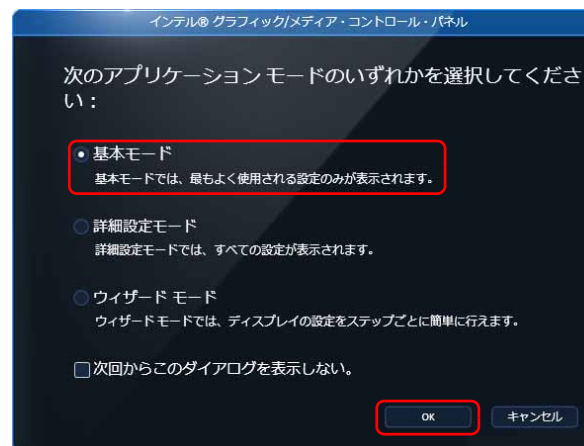 インテル® グラフィック/メディア・コントロール・パネル
次のアプリケーション モードのいずれかを選択してくださ
い：
基本モード
基本モードでは、最もよく使用される設定のみが表示されます。
詳細設定モード
詳細設定モードでは、すべての設定が表示されます。
ウィザード モード
ウィザード モードでは、ディスプレイの設定をステップごとに簡単に行えます。
次回からこのダイアログを表示しない。
OK
キャンセル